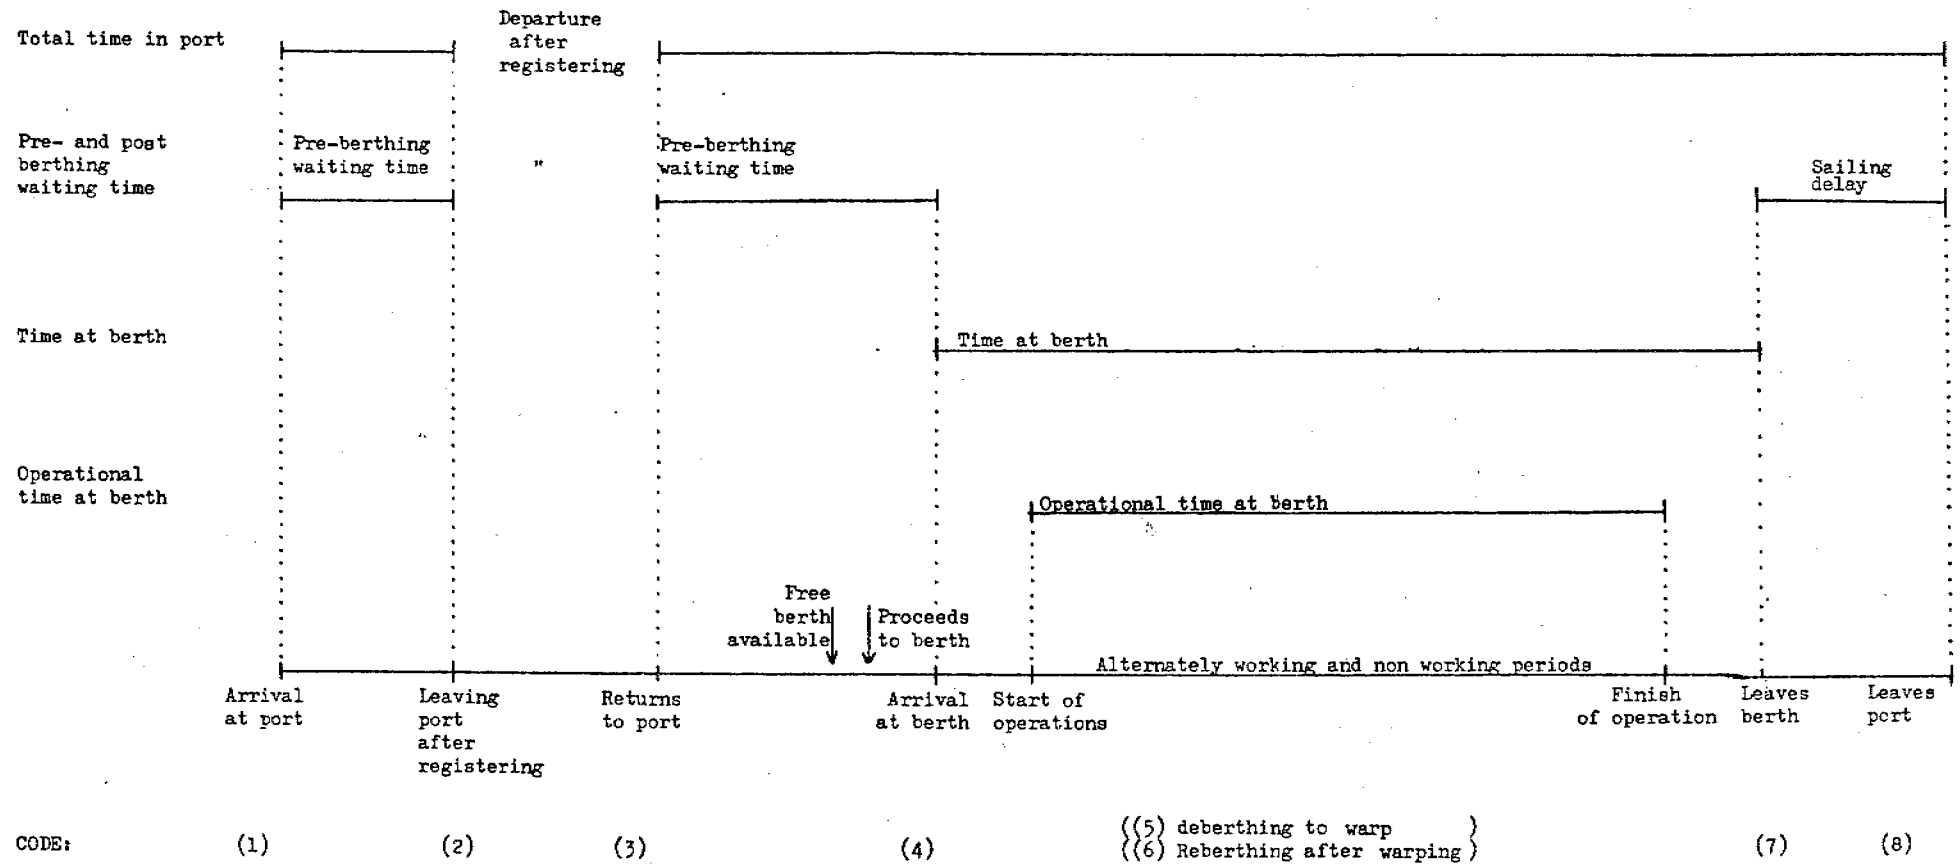 Total time in port
Departure
after
registering
Pre- and post
berthing
waiting time
Pre-berthing
waiting time
"
Pre-berthing
waiting time
Sailing
delay
Time at berth
Time at berth
Operational
time at berth
Operational time at berth
Free
berth
available
Proceeds
to berth
Alternately working and non working periods
Arrival
at port
Leaving
port
after
registering
Returns
to port
Arrival
at berth
Start of
operations
Finish
of operation
Leaves
berth
Leaves
port
CODE:
(1)
(2)
(3)
(4)
((5) deberthing to warp )
((6) Reberthing after warping)
(7)
(8)